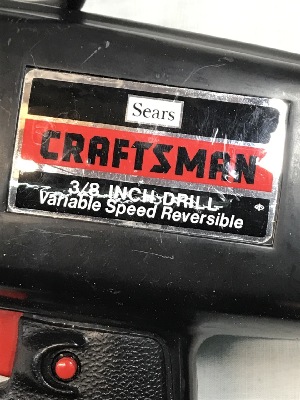 Sears
CRAFTSMAN
3/8 INCH DRILL
Variable Speed Reversible